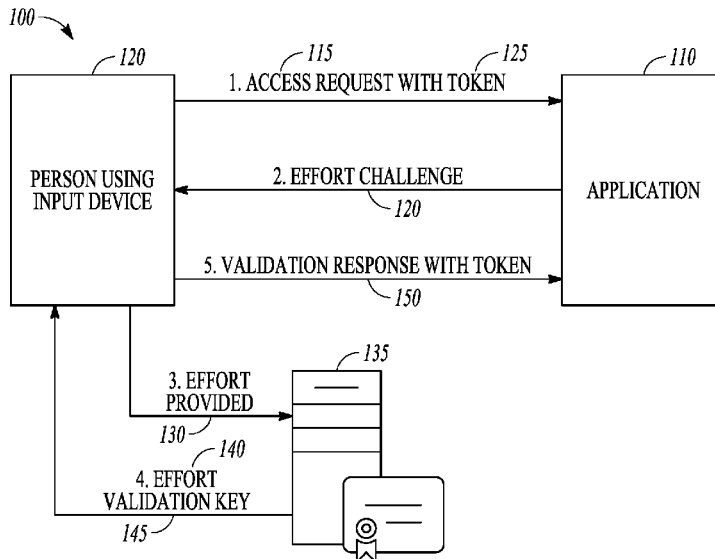 100
120
115
125
110
1. ACCESS REQUEST WITH TOKEN
PERSON USING
INPUT DEVICE
2. EFFORT CHALLENGE
120
APPLICATION
5. VALIDATION RESPONSE WITH TOKEN
150
135
3. EFFORT
PROVIDED
130
140
4. EFFORT
VALIDATION KEY
145